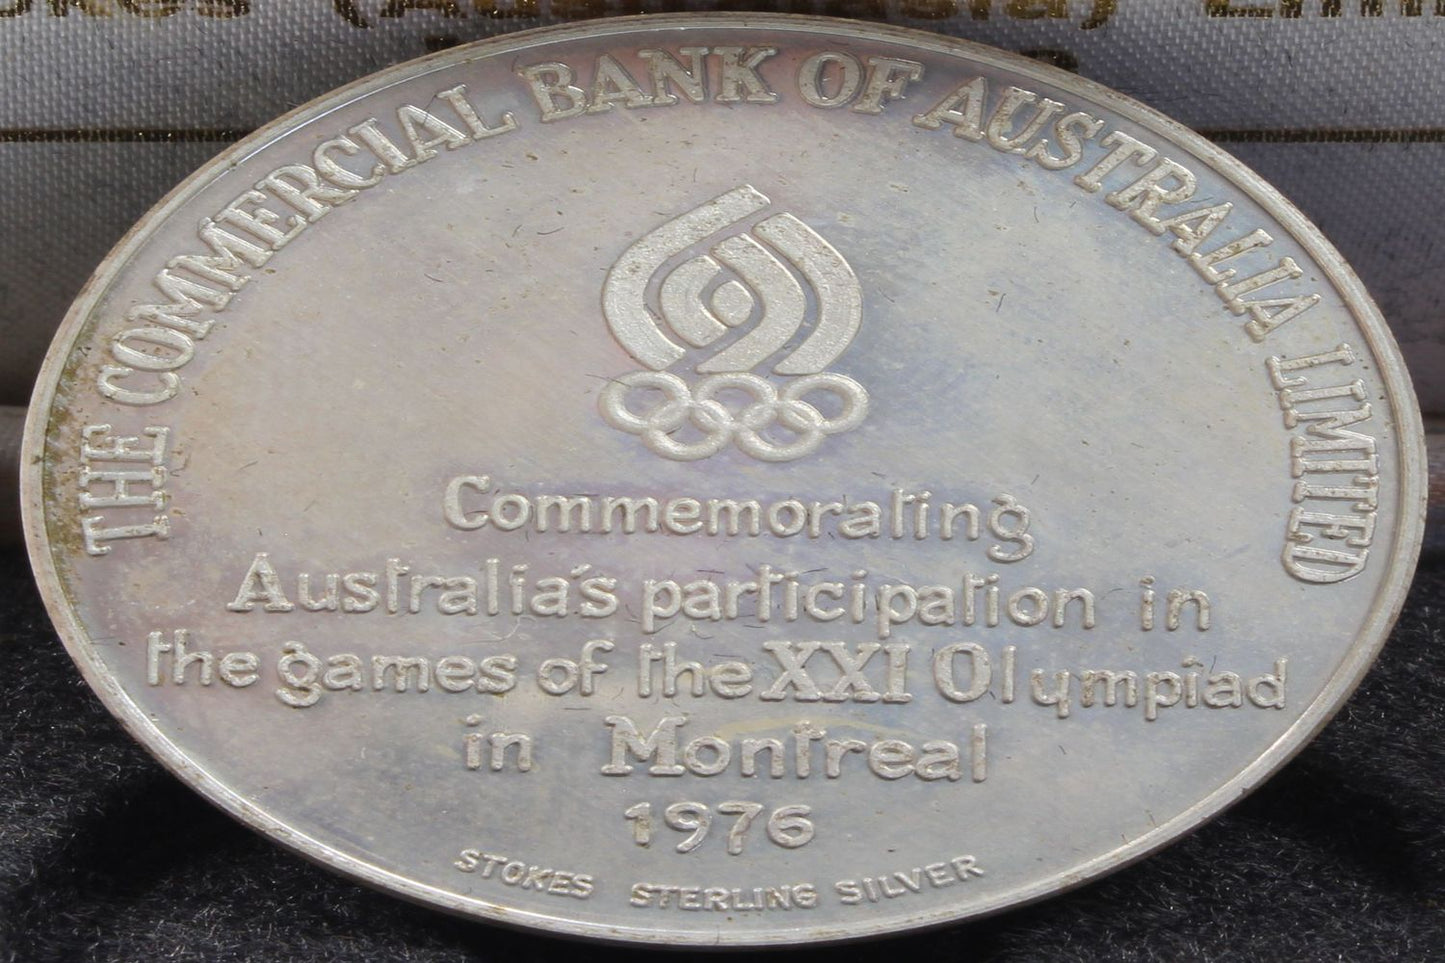 THE COMMERCIAL BANK OF AUSTRALIA LIMITED
Commemorating
Australia's participation in
the games of the XXI Olympiad
in Montreal
1976
STOKES STERLING SILVER